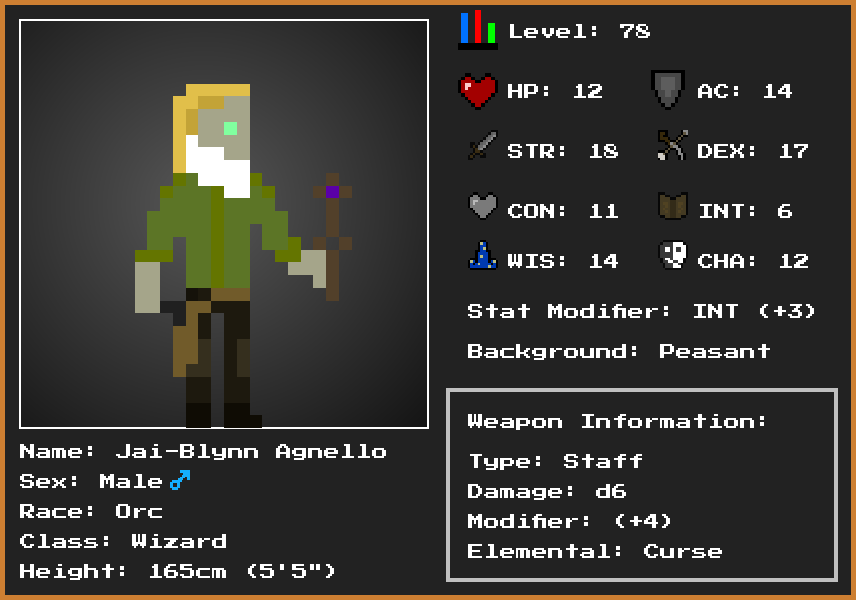 Level: 78
HP: 12 AC: 14
STR: 18 DEX: 17
CON: 11 INT: 6
WIS: 14 CHA: 12
Stat Modifier: INT (+3)
Background: Peasant
Weapon Information:
Type: Staff
Damage: d6
Modifier: (+4)
Elemental: Curse
Name: Jai-Blynn Agnello
Sex: Male ♂
Race: Orc
Class: Wizard
Height: 165cm (5'5")